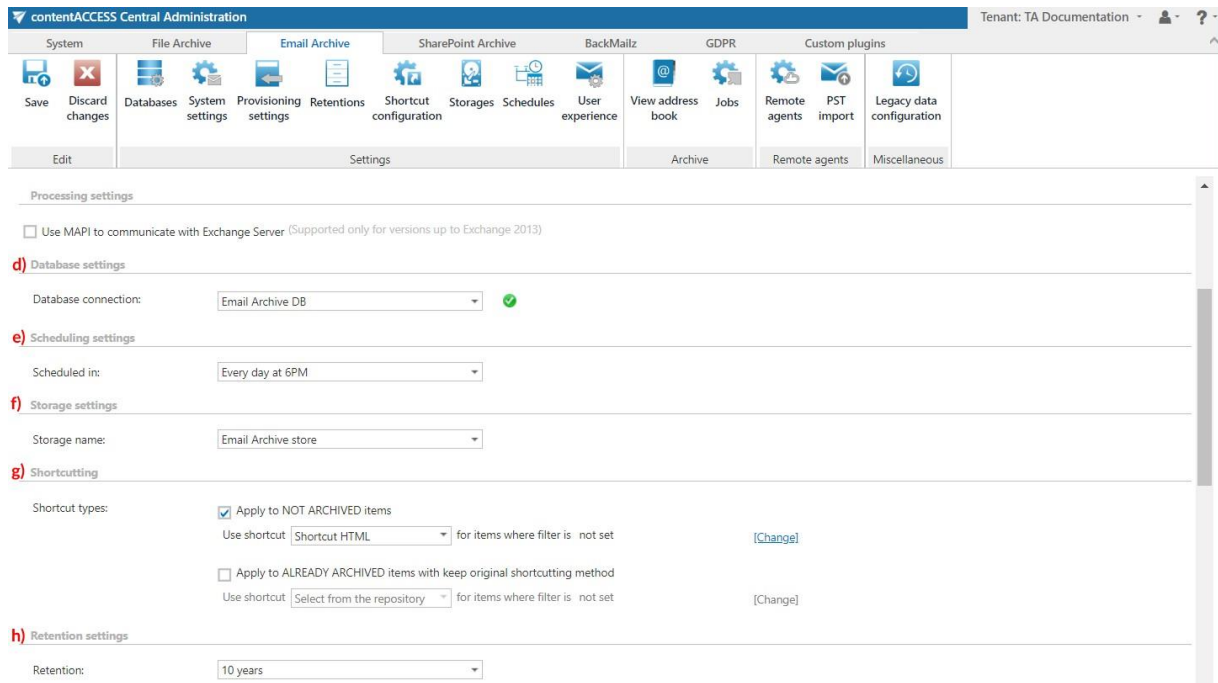 contentACCESS Central Administration
Tenant: TA Documentation
?
System
File Archive
Email Archive
SharePoint Archive
BackMailz
GDPR
Custom plugins
Save
Discard changes
Databases
System settings
Provisioning settings
Retentions
Shortcut configuration
Storages
Schedules
User experience
View address book
Jobs
Remote agents
PST import
Legacy data configuration
Edit
Settings
Archive
Remote agents
Miscellaneous
Processing settings
Use MAPI to communicate with Exchange Server (Supported only for versions up to Exchange 2013)
d) Database settings
Database connection: Email Archive DB
e) Scheduling settings
Scheduled in: Every day at 6PM
f) Storage settings
Storage name: Email Archive store
g) Shortcutting
Shortcut types: Apply to NOT ARCHIVED items
Use shortcut Shortcut HTML for items where filter is not set [Change]
Apply to ALREADY ARCHIVED items with keep original shortcutting method
Use shortcut Select from the repository for items where filter is not set [Change]
h) Retention settings
Retention: 10 years